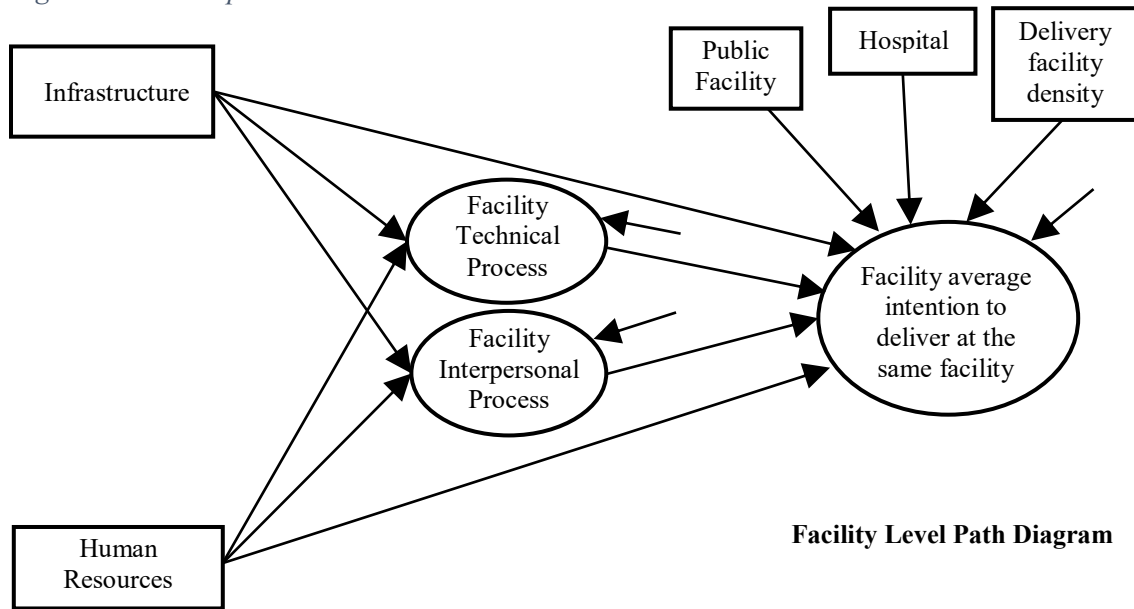 Infrastructure
Public
Facility
Hospital
Delivery
facility
density
Facility
Technical
Process
Facility
Interpersonal
Process
Facility average
intention to
deliver at the
same facility
Human
Resources
Facility Level Path Diagram